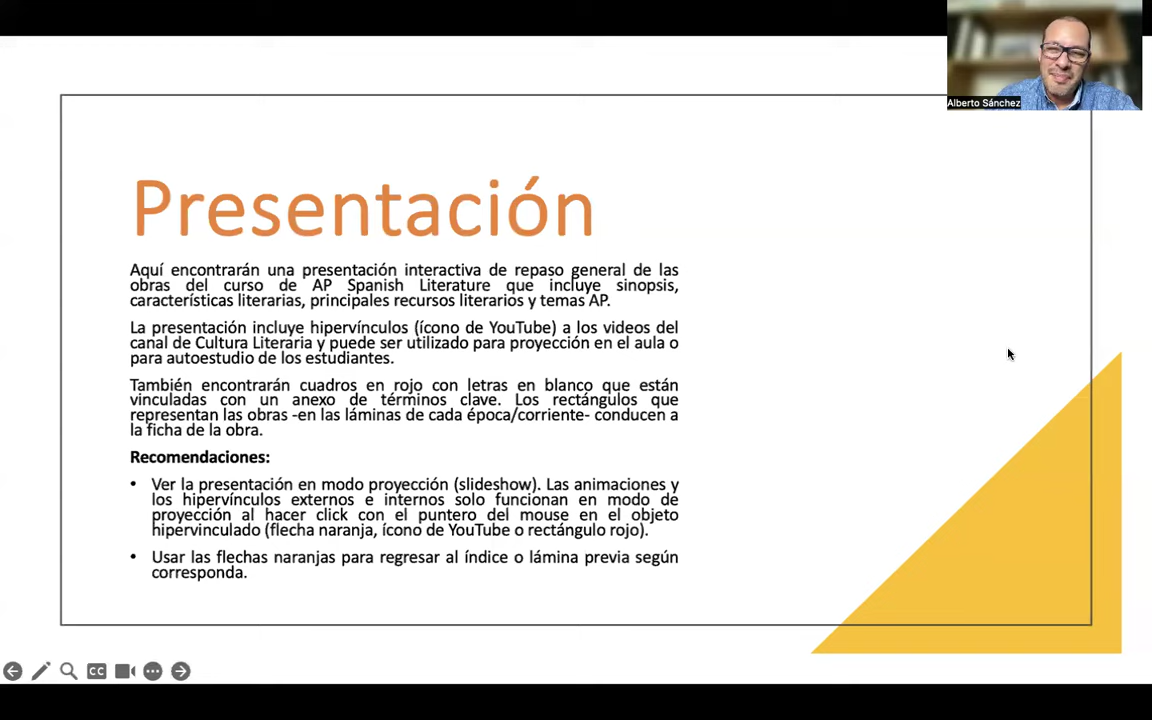 Alberto Sánchez
Presentación
Aquí encontrarán una presentación interactiva de repaso general de las
obras del curso de AP Spanish Literature que incluye sinopsis,
características literarias, principales recursos literarios y temas AP.
La presentación incluye hipervínculos (ícono de YouTube) a los videos del
canal de Cultura Literaria y puede ser utilizado para proyección en el aula o
para autoestudio de los estudiantes.
También encontrarán cuadros en rojo con letras en blanco que están
vinculadas con un anexo de términos clave. Los rectángulos que
representan las obras -en las láminas de cada época/corriente- conducen a
la ficha de la obra.
Recomendaciones:
• Ver la presentación en modo proyección (slideshow). Las animaciones y
los hipervínculos externos e internos solo funcionan en modo de
proyección al hacer click con el puntero del mouse en el objeto
hipervinculado (flecha naranja, ícono de YouTube o rectángulo rojo).
• Usar las flechas naranjas para regresar al índice o lámina previa según
corresponda.
CC